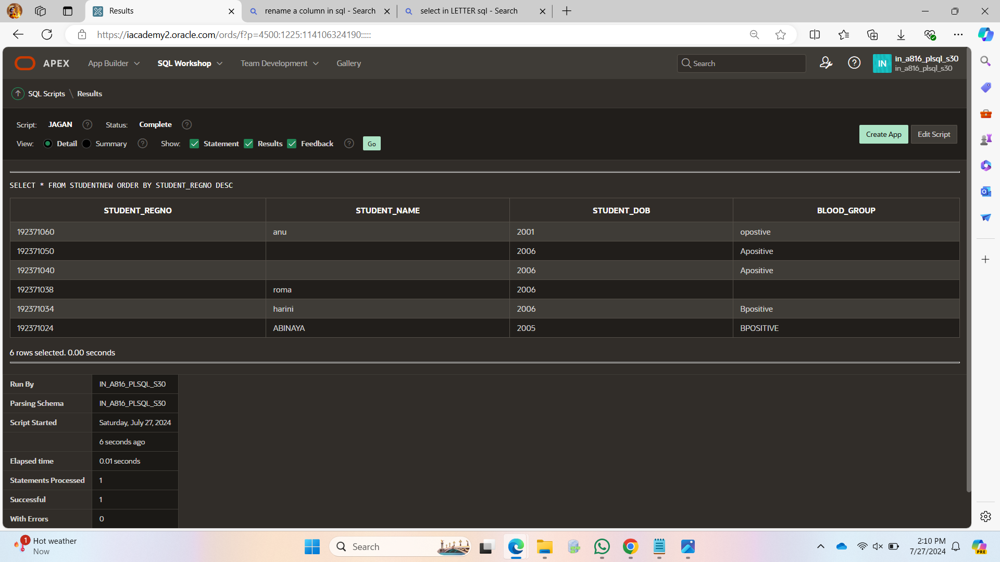 Results
rename a column in sql - Search
select in LETTER sql - Search
https://iacademy2.oracle.com/ords/f?p=4500:1225:114106324190:::::
APEX
App Builder
SQL Workshop
Team Development
Gallery
Search
IN
in_a816_plsql_s30
in_a816_plsql_s30
SQL Scripts \ Results
Script: JAGAN ? Status: Complete ?
View: Detail Summary ? Show: Statement Results Feedback ? Go
Create App Edit Script
SELECT * FROM STUDENTNEW ORDER BY STUDENT_REGNO DESC
STUDENT_REGNO STUDENT_NAME STUDENT_DOB BLOOD_GROUP
192371060 anu 2001 opostive
192371050 2006 Apositive
192371040 2006 Apositive
192371038 roma 2006
192371034 harini 2006 Bpositive
192371024 ABINAYA 2005 BPOSITIVE
6 rows selected. 0.00 seconds
Run By IN_A816_PLSQL_S30
Parsing Schema IN_A816_PLSQL_S30
Script Started Saturday, July 27, 2024
6 seconds ago
Elapsed time 0.01 seconds
Statements Processed 1
Successful 1
With Errors 0
1
Hot weather
Now
Search
2:10 PM
7/27/2024
PRE